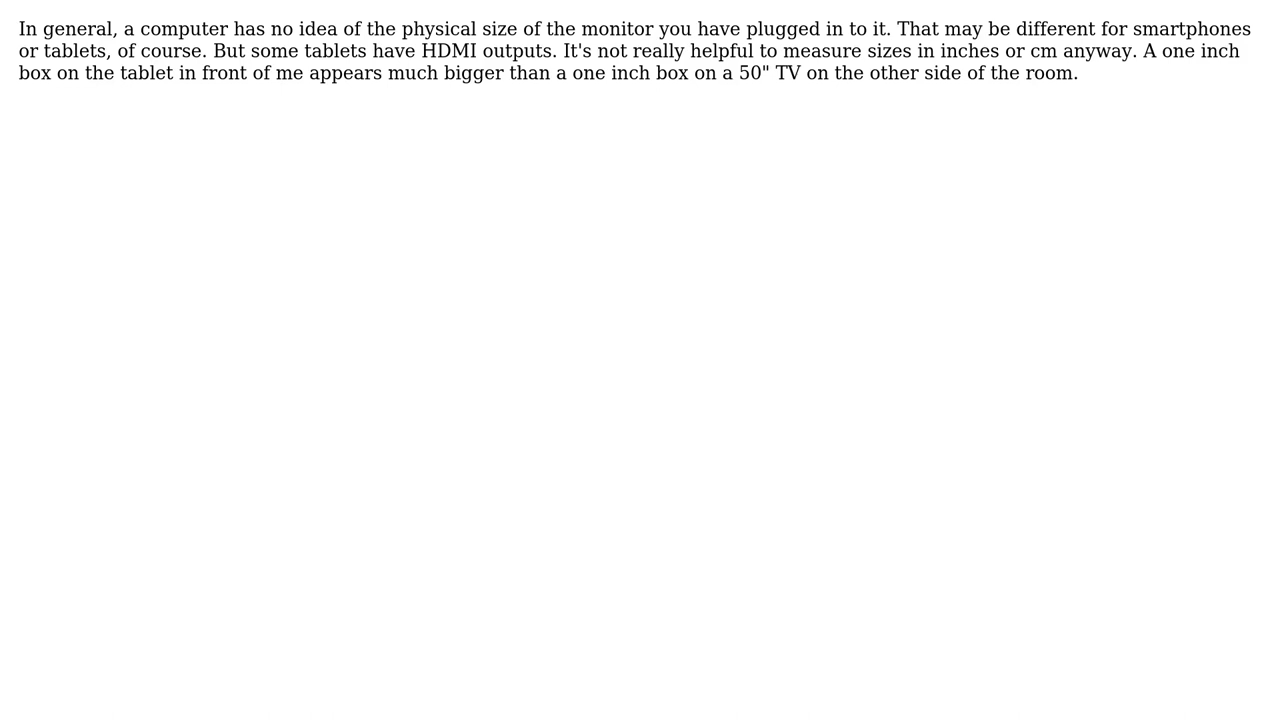 In general, a computer has no idea of the physical size of the monitor you have plugged in to it. That may be different for smartphones
or tablets, of course. But some tablets have HDMI outputs. It's not really helpful to measure sizes in inches or cm anyway. A one inch
box on the tablet in front of me appears much bigger than a one inch box on a 50" TV on the other side of the room.